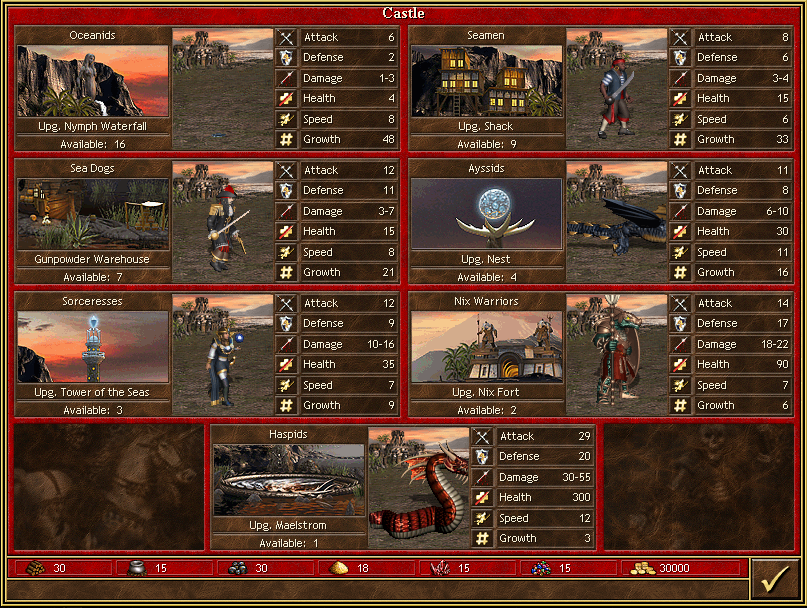 Castle
Oceanids
Attack 6
Defense 2
Damage 1-3
Health 4
Speed 8
Growth 48
Upg. Nymph Waterfall
Available: 16
Seamen
Attack 8
Defense 6
Damage 3-4
Health 15
Speed 6
Growth 33
Upg. Shack
Available: 9
Sea Dogs
Attack 12
Defense 11
Damage 3-7
Health 15
Speed 8
Growth 21
Gunpowder Warehouse
Available: 7
Ayssids
Attack 11
Defense 8
Damage 6-10
Health 30
Speed 11
Growth 16
Upg. Nest
Available: 4
Sorceresses
Attack 12
Defense 9
Damage 10-16
Health 35
Speed 7
Growth 9
Upg. Tower of the Seas
Available: 3
Nix Warriors
Attack 14
Defense 17
Damage 18-22
Health 90
Speed 7
Growth 6
Upg. Nix Fort
Available: 2
Haspids
Attack 29
Defense 20
Damage 30-55
Health 300
Speed 12
Growth 3
Upg. Maelstrom
Available: 1
30 15 30 18 15 15 30000